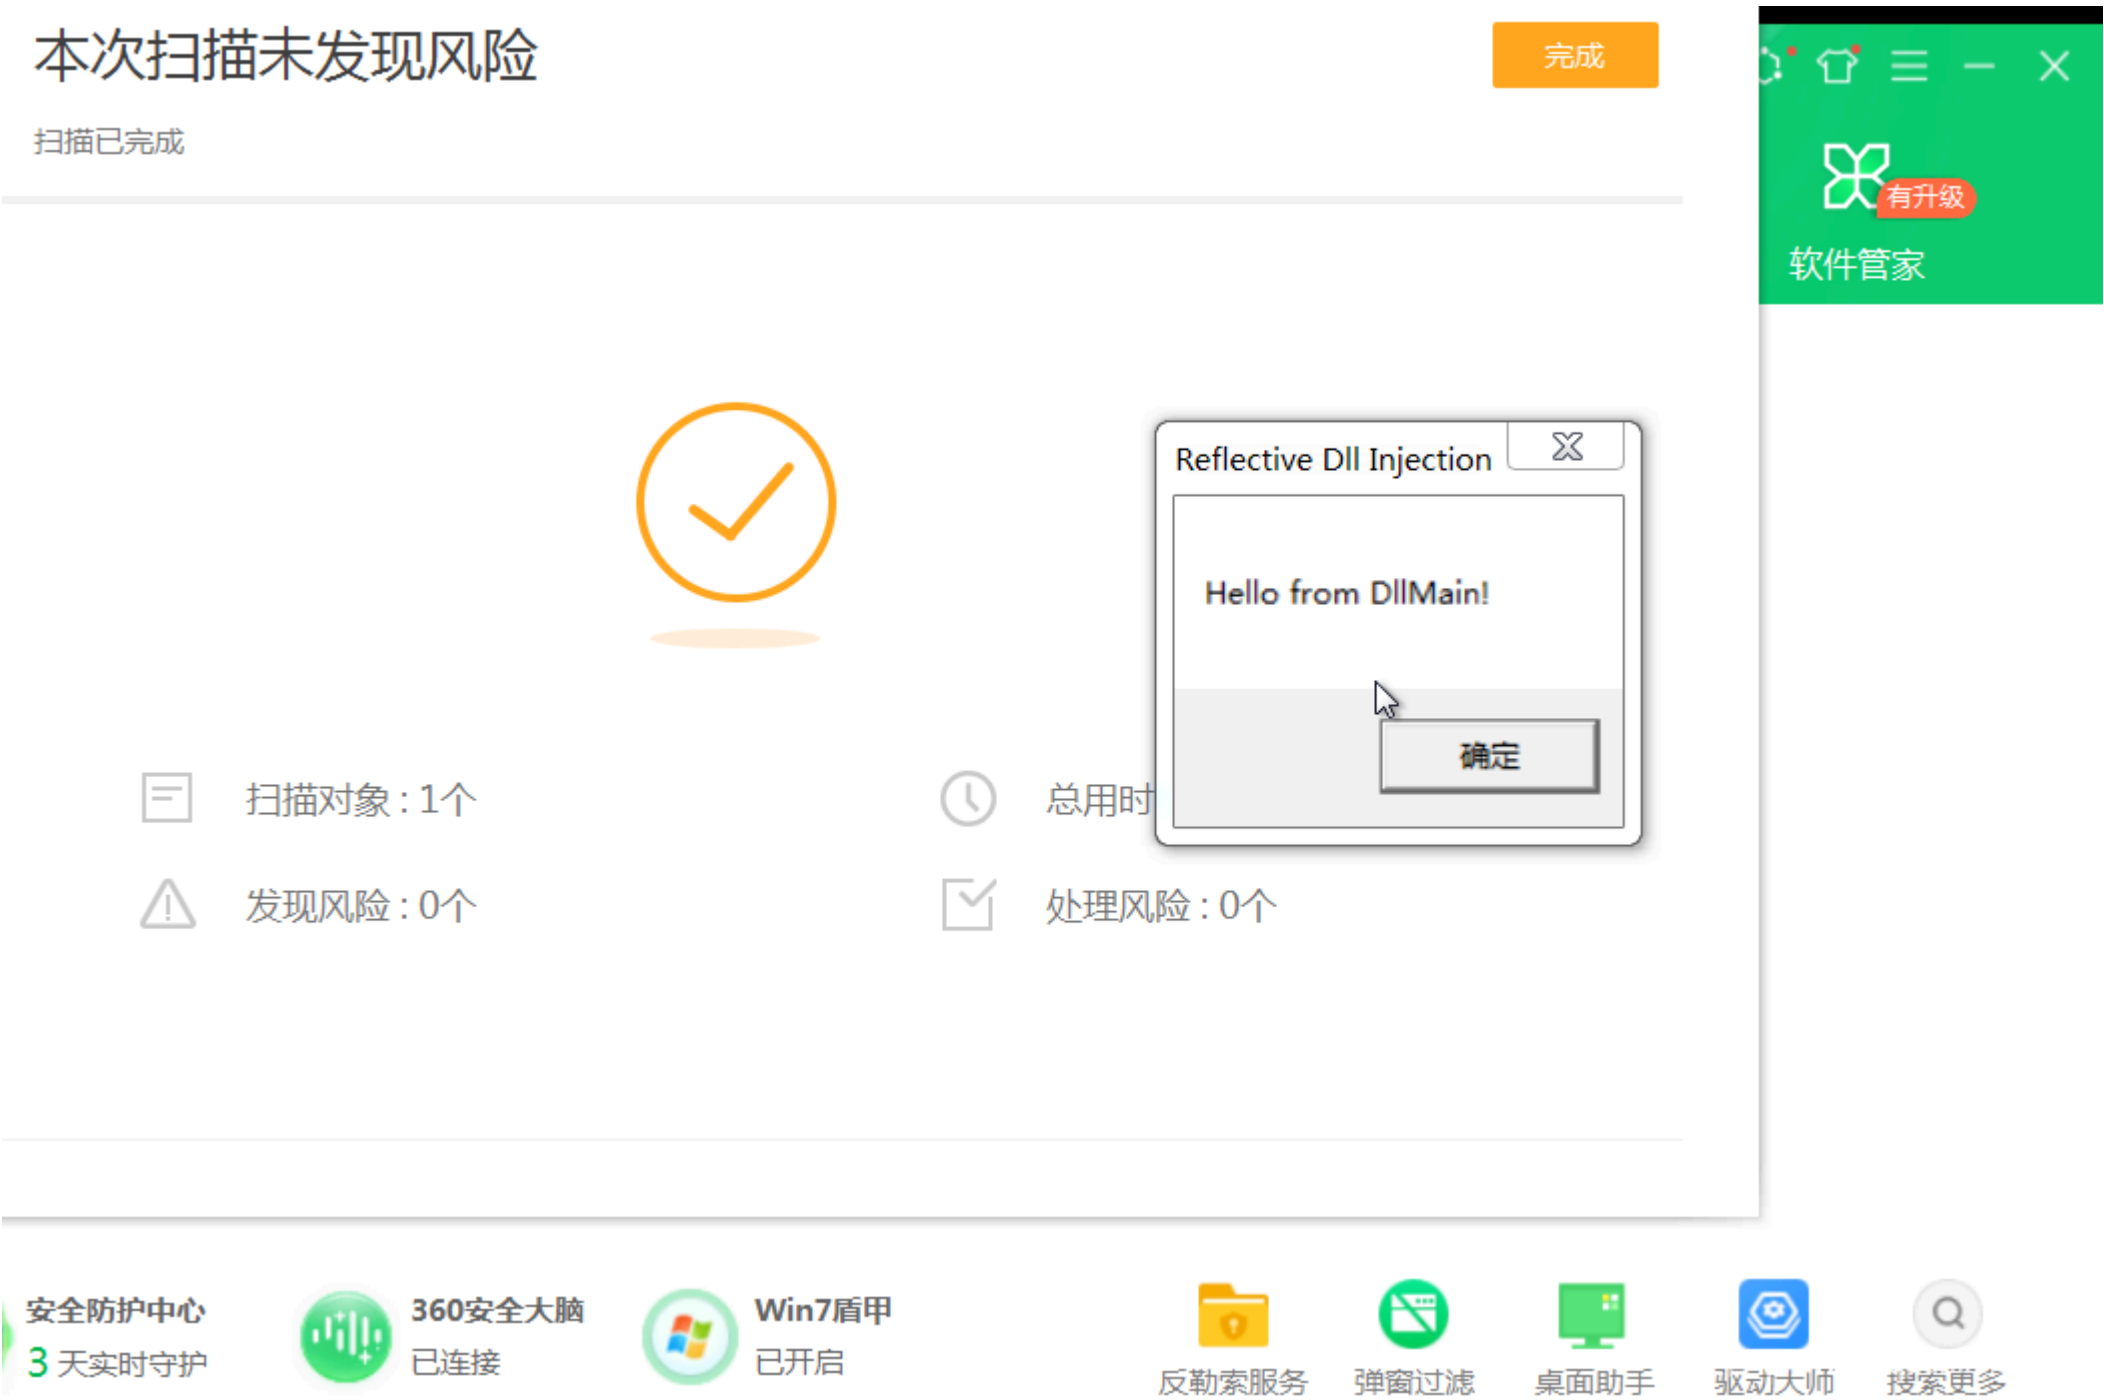 本次扫描未发现风险
完成
扫描已完成
有升级
软件管家
Reflective Dll Injection
Hello from DllMain!
确定
扫描对象 : 1个
总用时
发现风险 : 0个
处理风险 : 0个
安全防护中心
3 天实时守护
360安全大脑
已连接
Win7盾甲
已开启
反勒索服务
弹窗过滤
桌面助手
驱动大师
搜索更多